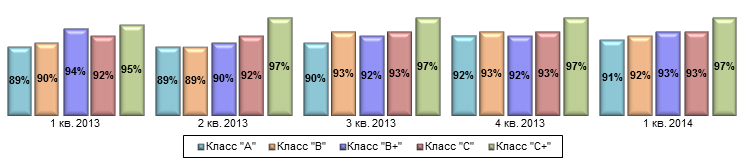 89% 90% 94% 92% 95%
89% 89% 90% 92% 97%
90% 93% 92% 93% 97%
92% 93% 92% 93% 97%
91% 92% 93% 93% 97%
1 кв. 2013 2 кв. 2013 3 кв. 2013 4 кв. 2013 1 кв. 2014
Класс "A" Класс "B" Класс "B+" Класс "C" Класс "C+"